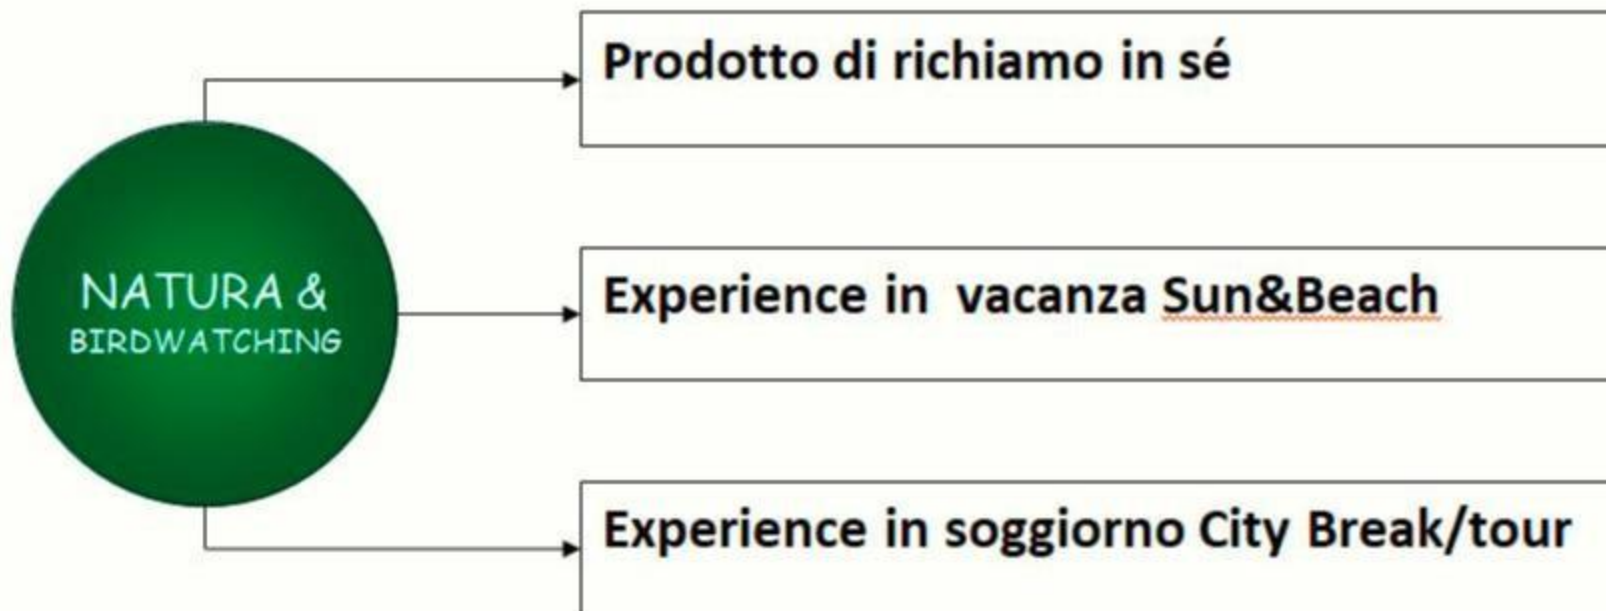 Prodotto di richiamo in sé
NATURA &
BIRDWATCHING
Experience in  vacanza Sun&Beach
Experience in soggiorno City Break/tour